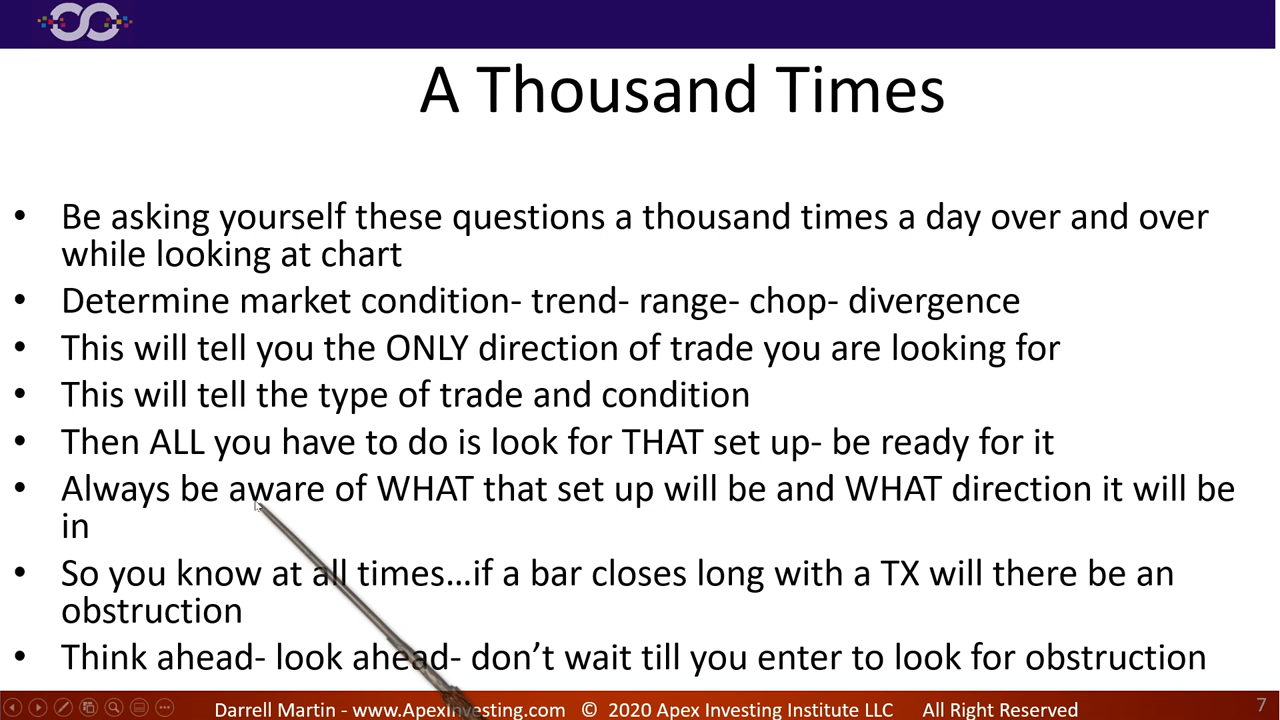 A Thousand Times
• Be asking yourself these questions a thousand times a day over and over
while looking at chart
• Determine market condition- trend- range- chop- divergence
• This will tell you the ONLY direction of trade you are looking for
• This will tell the type of trade and condition
• Then ALL you have to do is look for THAT set up- be ready for it
• Always be aware of WHAT that set up will be and WHAT direction it will be
in
• So you know at all times…if a bar closes long with a TX will there be an
obstruction
• Think ahead- look ahead- don’t wait till you enter to look for obstruction
Darrell Martin - www.ApexInvesting.com © 2020 Apex Investing Institute LLC All Right Reserved
7